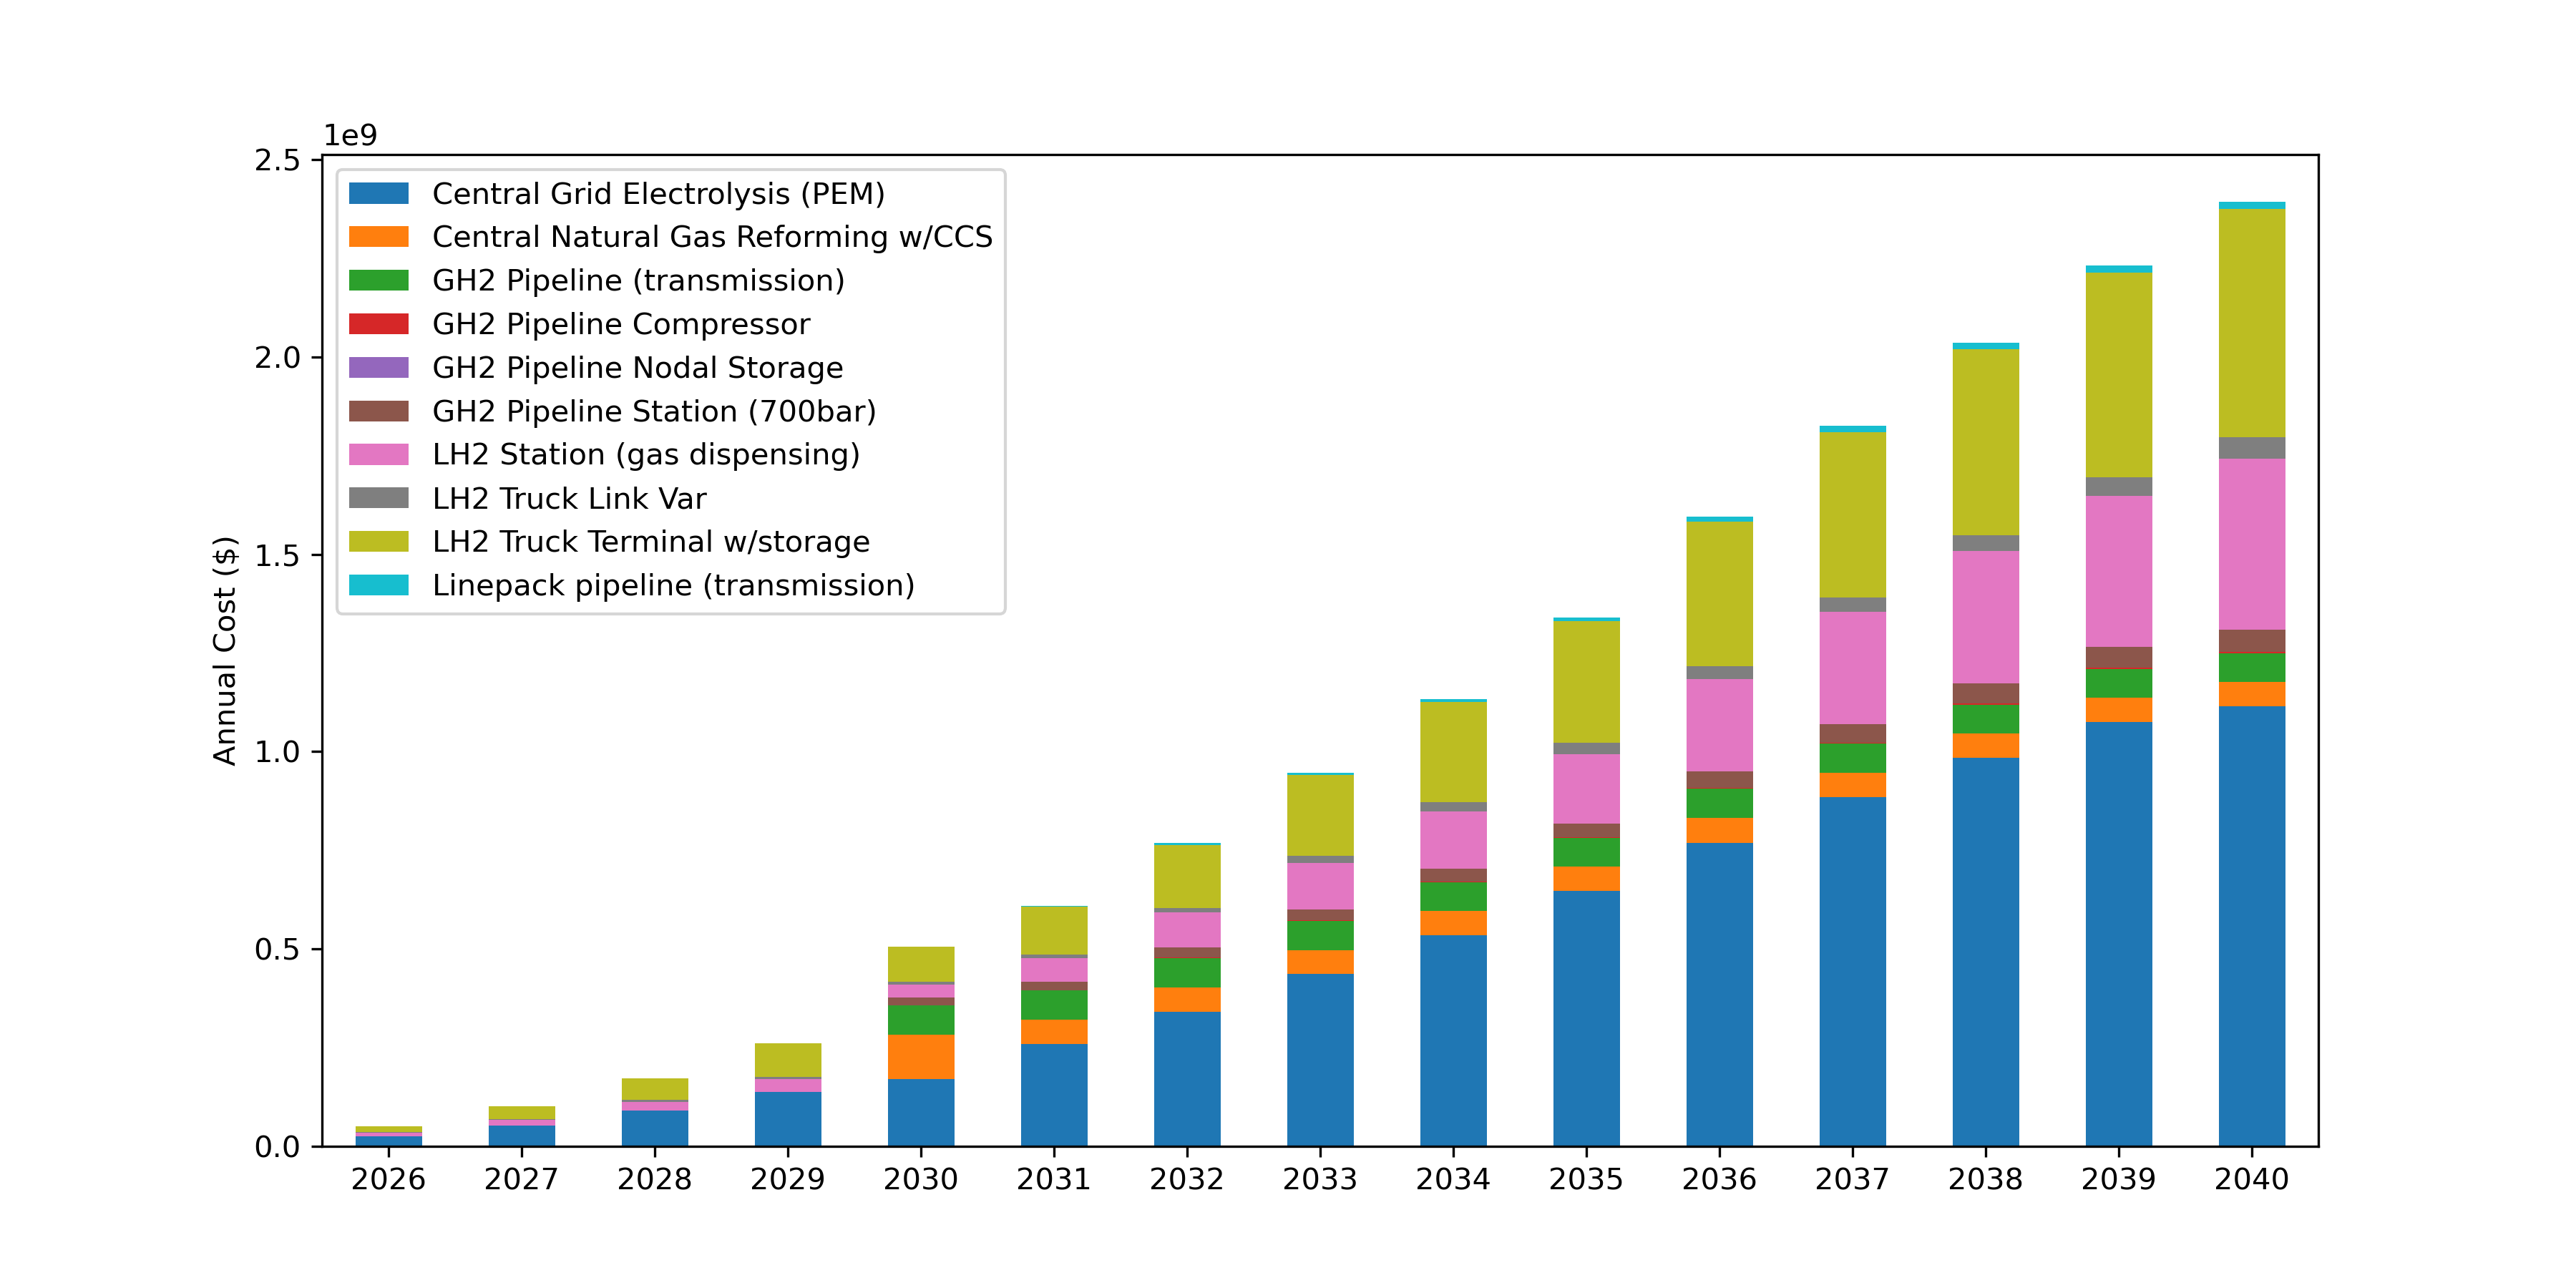 1e9
2.5
2.0
1.5
1.0
0.5
0.0
Annual Cost ($)
Central Grid Electrolysis (PEM)
Central Natural Gas Reforming w/CCS
GH2 Pipeline (transmission)
GH2 Pipeline Compressor
GH2 Pipeline Nodal Storage
GH2 Pipeline Station (700bar)
LH2 Station (gas dispensing)
LH2 Truck Link Var
LH2 Truck Terminal w/storage
Linepack pipeline (transmission)
2026 2027 2028 2029 2030 2031 2032 2033 2034 2035 2036 2037 2038 2039 2040